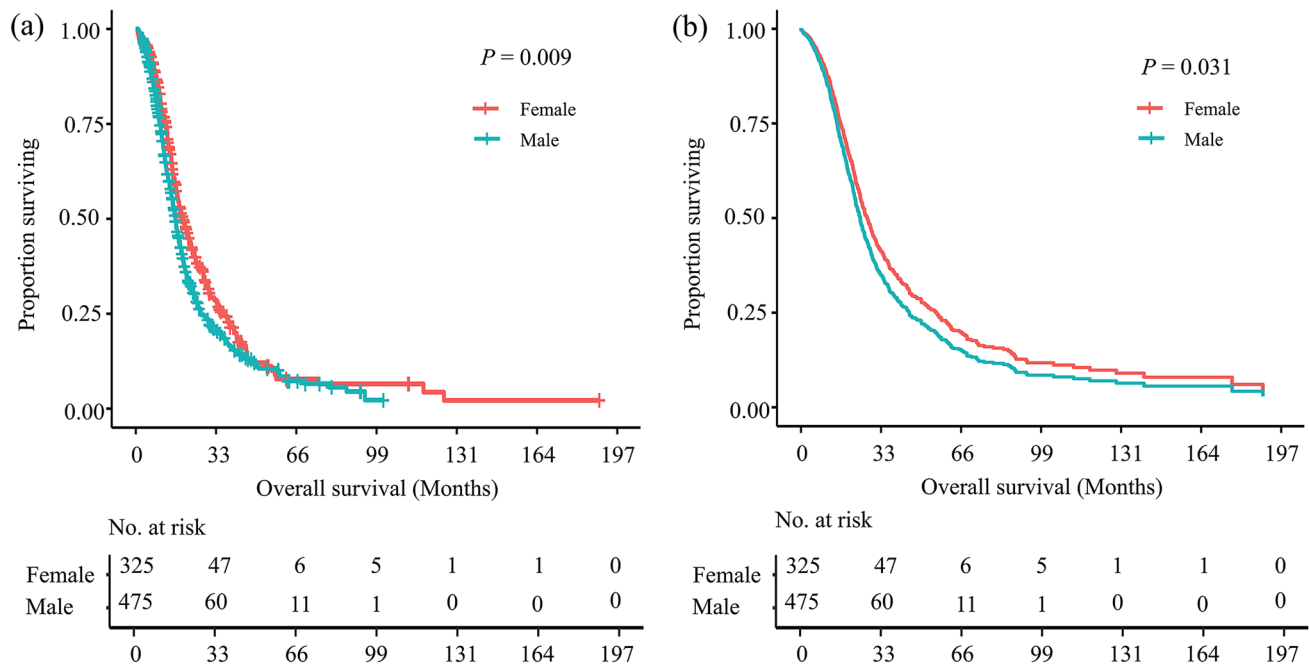 (a)
P = 0.009
Female
Male
1.00
0.75
0.50
0.25
0.00
Proportion surviving
0 33 66 99 131 164 197
Overall survival (Months)
No. at risk
Female 325 47 6 5 1 1 0
Male 475 60 11 1 0 0 0
0 33 66 99 131 164 197
(b)
P = 0.031
Female
Male
1.00
0.75
0.50
0.25
0.00
Proportion surviving
0 33 66 99 131 164 197
Overall survival (Months)
No. at risk
Female 325 47 6 5 1 1 0
Male 475 60 11 1 0 0 0
0 33 66 99 131 164 197